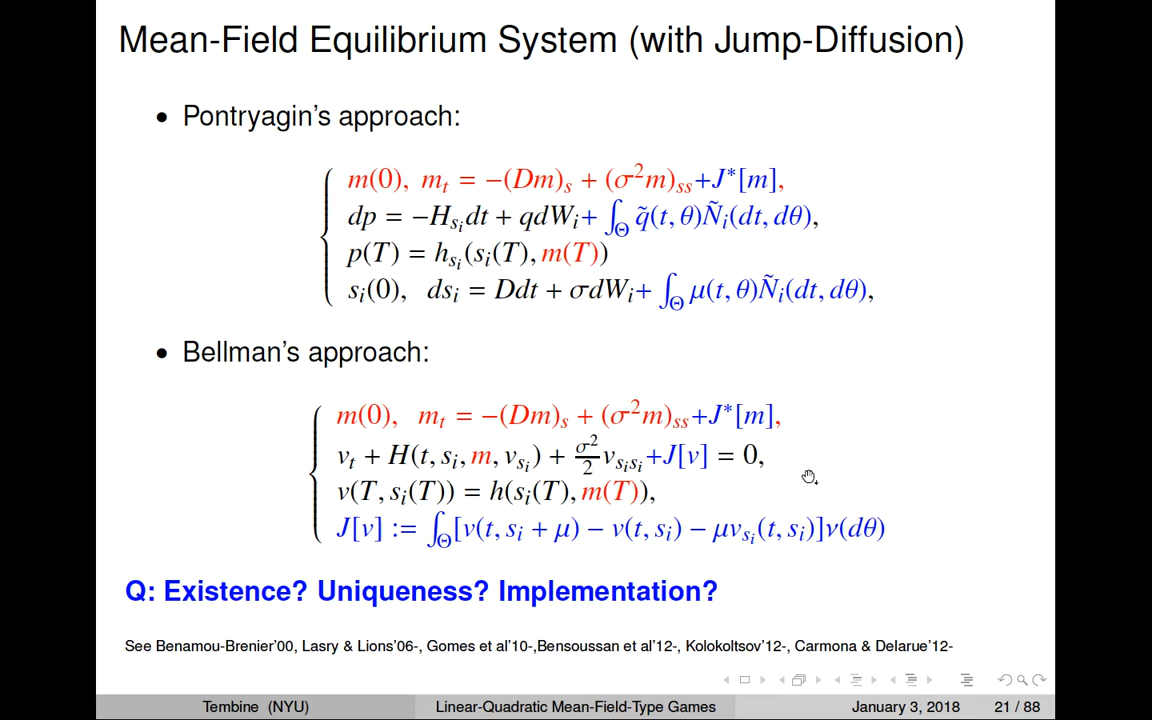 Mean-Field Equilibrium System (with Jump-Diffusion)
• Pontryagin's approach:
m(0), m_t = −(Dm)_s + (σ²m)_ss+J*[m],
dp = −H_{s_i}dt + qdW_i+ ∫_Θ q̃(t, θ)Ñ_i(dt, dθ),
p(T) = h_{s_i}(s_i(T), m(T))
s_i(0), ds_i = Ddt + σdW_i+ ∫_Θ μ(t, θ)Ñ_i(dt, dθ),
• Bellman's approach:
m(0), m_t = −(Dm)_s + (σ²m)_ss+J*[m],
v_t + H(t, s_i, m, v_{s_i}) + σ²/2 v_{s_i s_i}+J[v] = 0,
v(T, s_i(T)) = h(s_i(T), m(T)),
J[v] := ∫_Θ[v(t, s_i + μ) − v(t, s_i) − μv_{s_i}(t, s_i)]ν(dθ)
Q: Existence? Uniqueness? Implementation?
See Benamou-Brenier'00, Lasry & Lions'06-, Gomes et al'10-,Bensoussan et al'12-, Kolokoltsov'12-, Carmona & Delarue'12-
Tembine (NYU) Linear-Quadratic Mean-Field-Type Games January 3, 2018 21 / 88